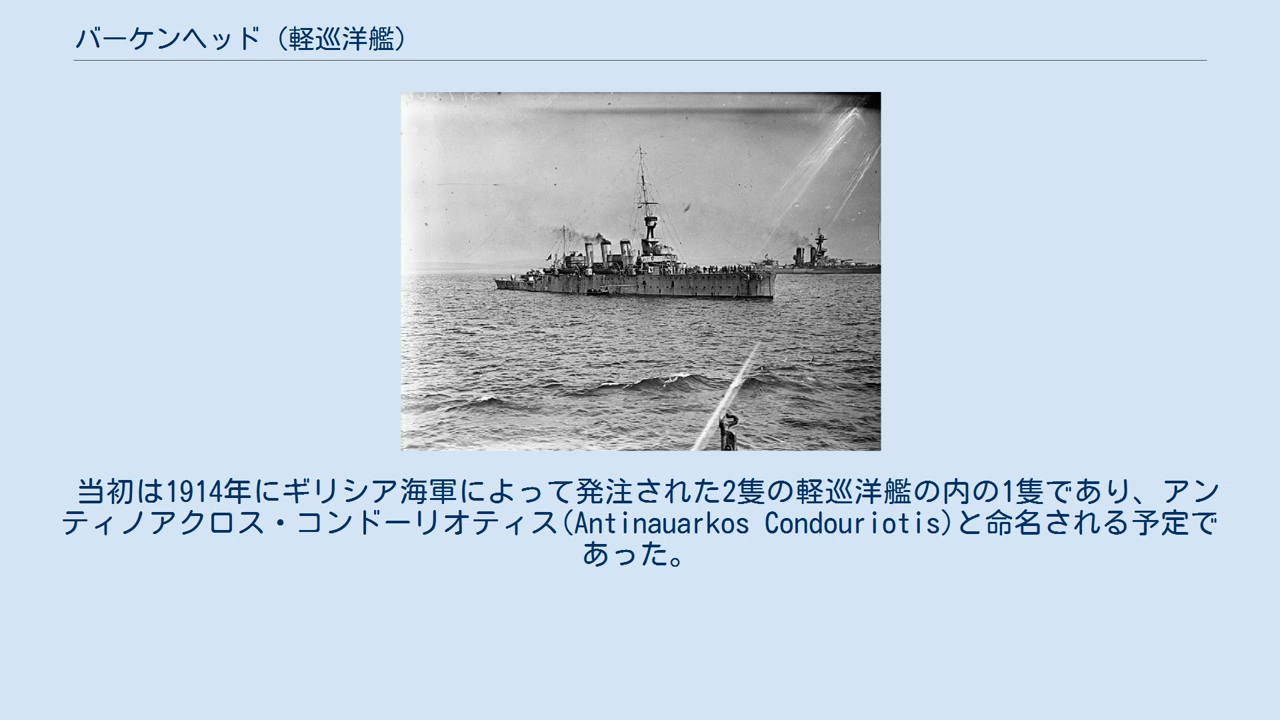 バーケンヘッド（軽巡洋艦）
当初は1914年にギリシア海軍によって発注された2隻の軽巡洋艦の内の1隻であり、アン
ティノアクロス・コンドーリオティス(Antinauarkos Condouriotis)と命名される予定で
あった。